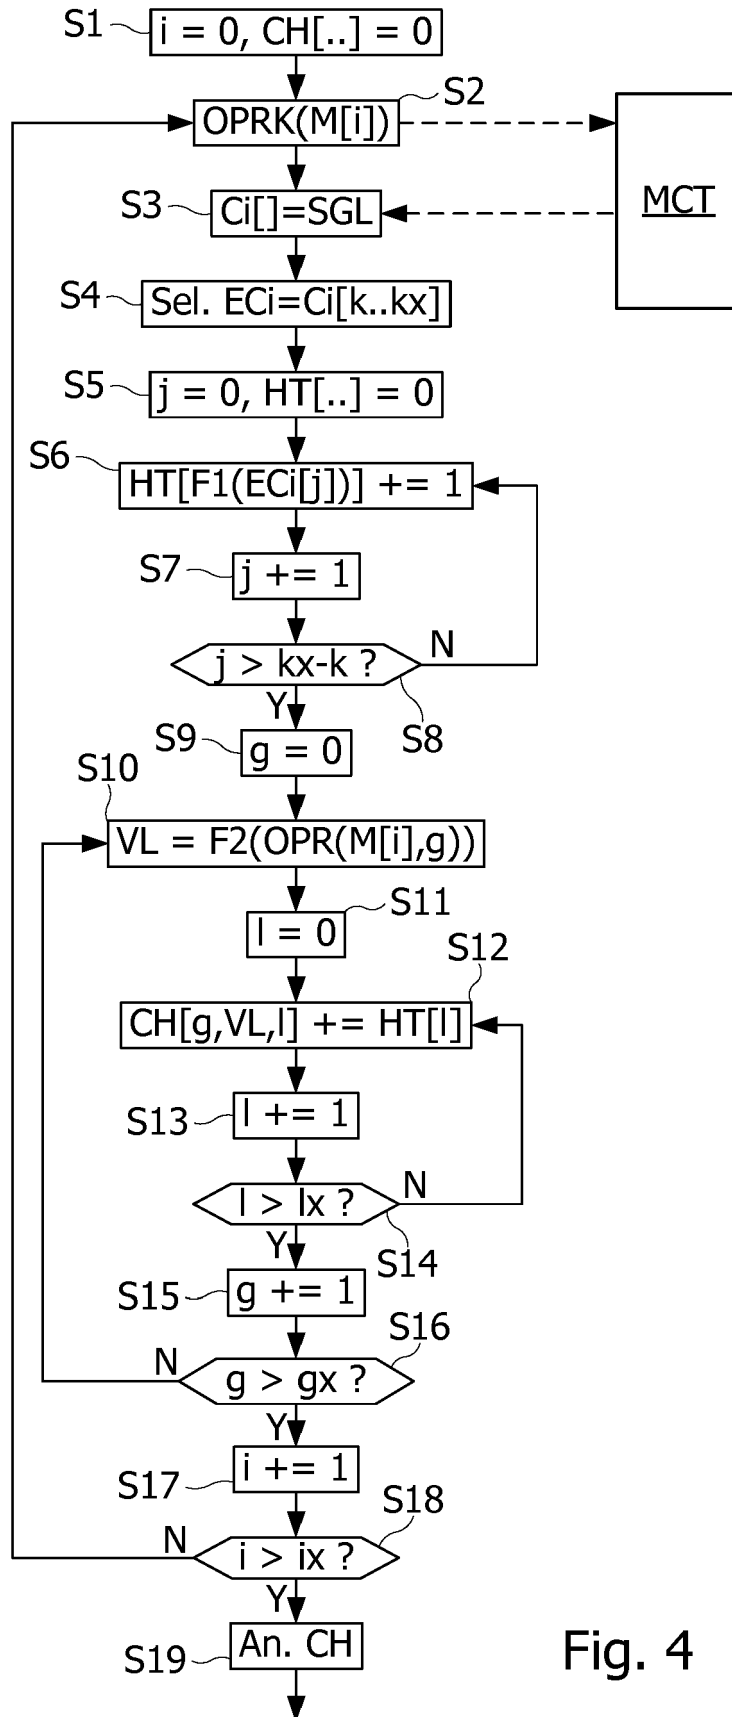 S1
i = 0, CH[..] = 0
S2
OPRK(M[i])
MCT
S3
Ci[]=SGL
S4
Sel. ECi=Ci[k..kx]
S5
j = 0, HT[..] = 0
S6
HT[F1(ECi[j])] += 1
S7
j += 1
j > kx-k ?
N
Y
S8
S9
g = 0
S10
VL = F2(OPR(M[i],g))
S11
l = 0
S12
CH[g,VL,l] += HT[l]
S13
l += 1
l > lx ?
N
Y
S14
S15
g += 1
S16
N
g > gx ?
Y
S17
i += 1
S18
N
i > ix ?
Y
S19
An. CH
Fig. 4